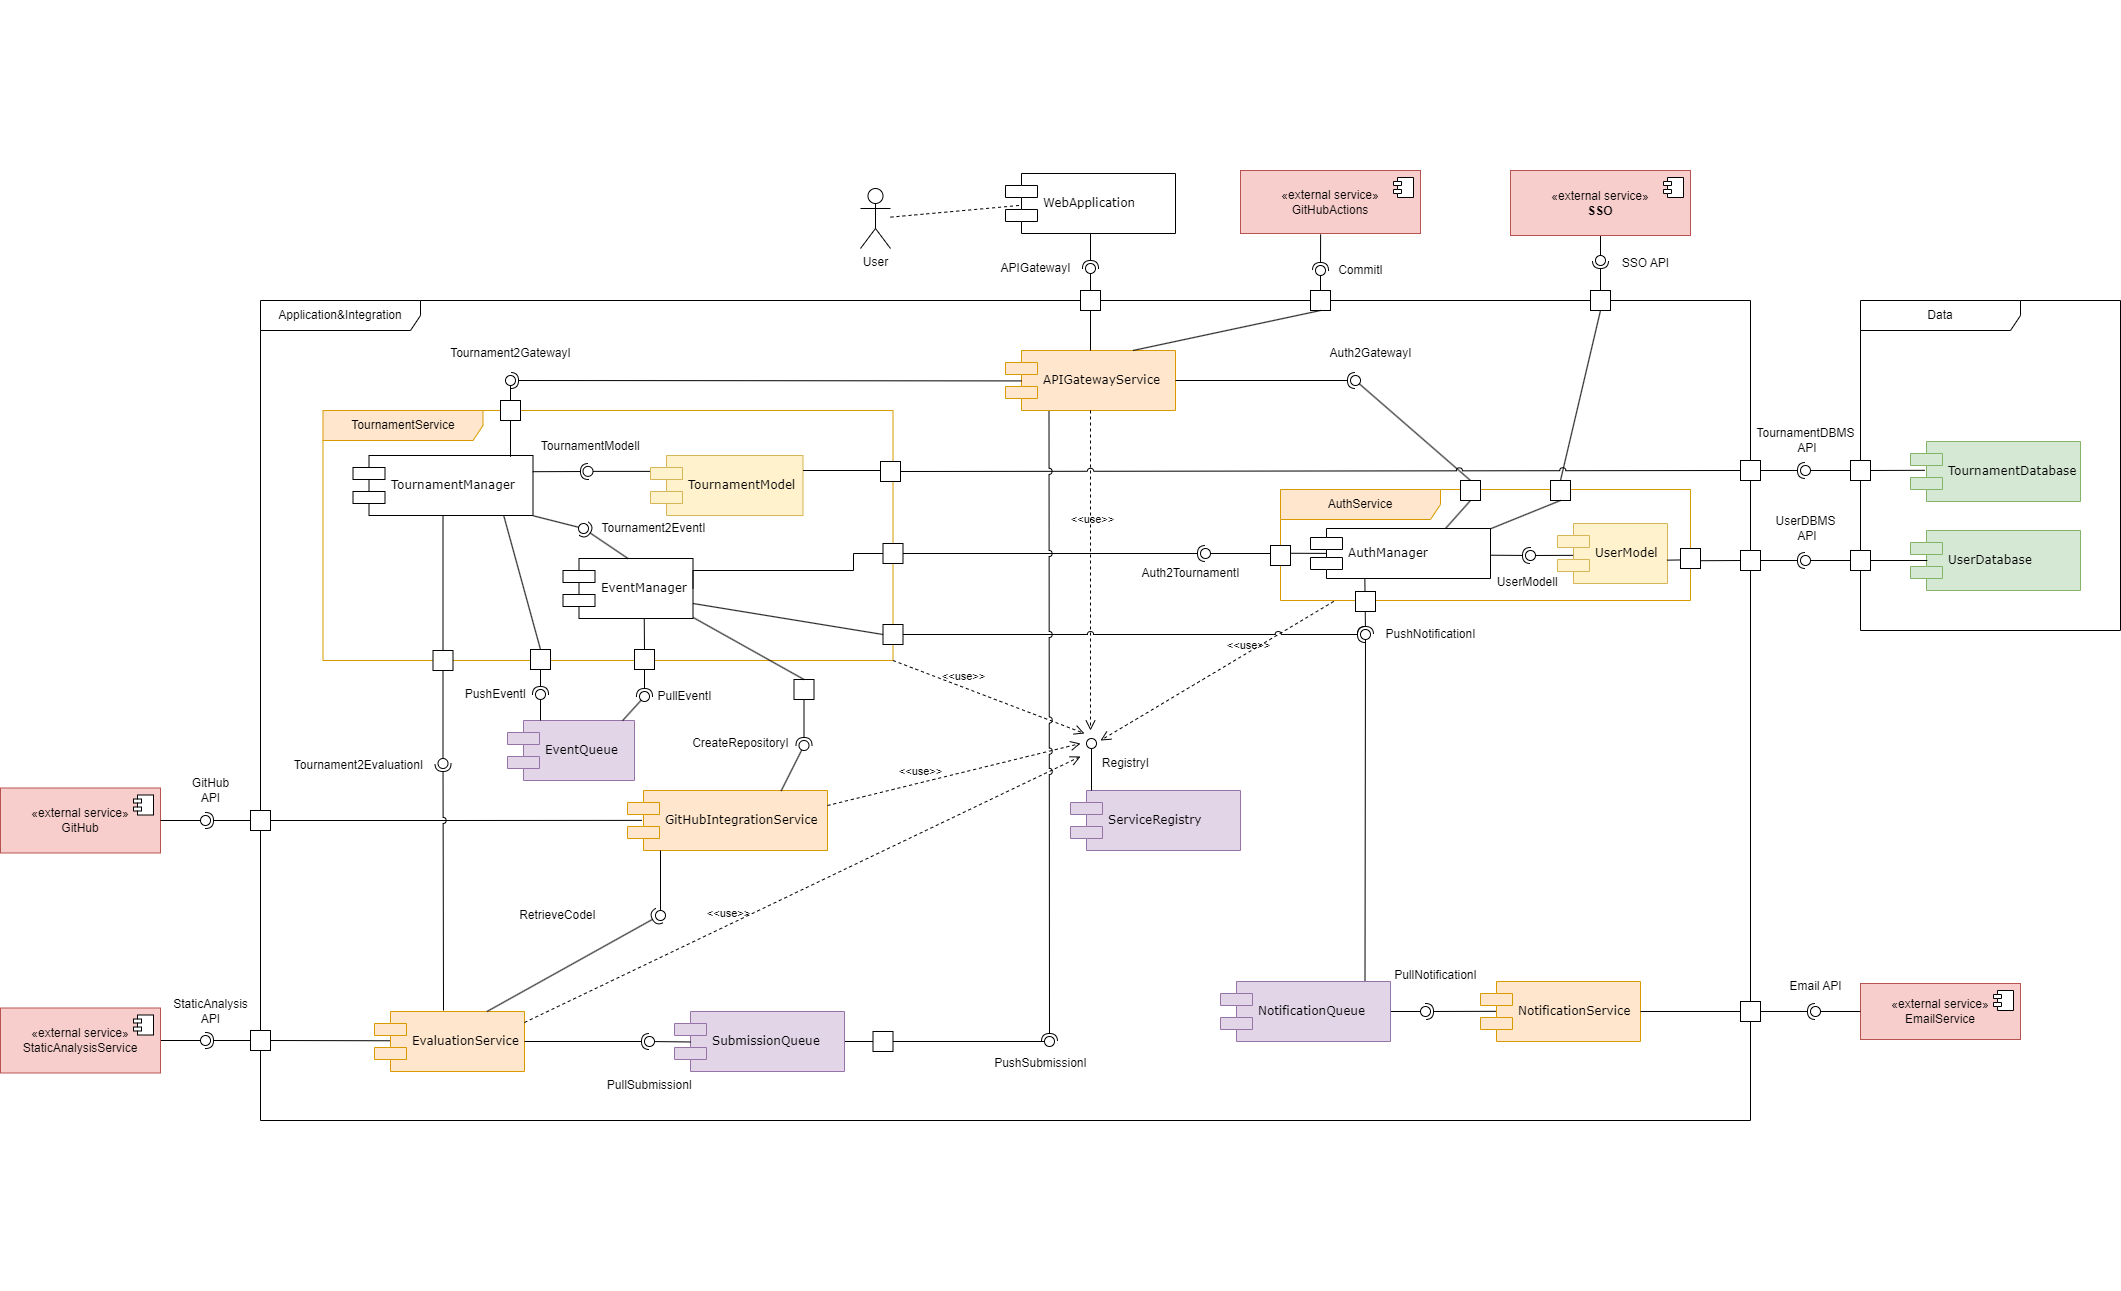 «external service»
GitHubActions
«external service»
SSO
WebApplication
User
APIGatewayI
CommitI
SSO API
Application&Integration
Data
Tournament2GatewayI
Auth2GatewayI
APIGatewayService
TournamentService
TournamentModelI
TournamentDBMS
API
TournamentManager
TournamentModel
TournamentDatabase
AuthService
Tournament2EventI
<<use>>
UserDBMS
API
AuthManager
UserModel
UserDatabase
Auth2TournamentI
UserModelI
EventManager
PushNotificationI
<<use>>
<<use>>
PushEventI
PullEventI
CreateRepositoryI
EventQueue
Tournament2EvaluationI
RegistryI
<<use>>
GitHub
API
«external service»
GitHub
GitHubIntegrationService
ServiceRegistry
RetrieveCodeI
<<use>>
PullNotificationI
Email API
StaticAnalysis
API
«external service»
EmailService
NotificationQueue
NotificationService
«external service»
StaticAnalysisService
EvaluationService
SubmissionQueue
PushSubmissionI
PullSubmissionI